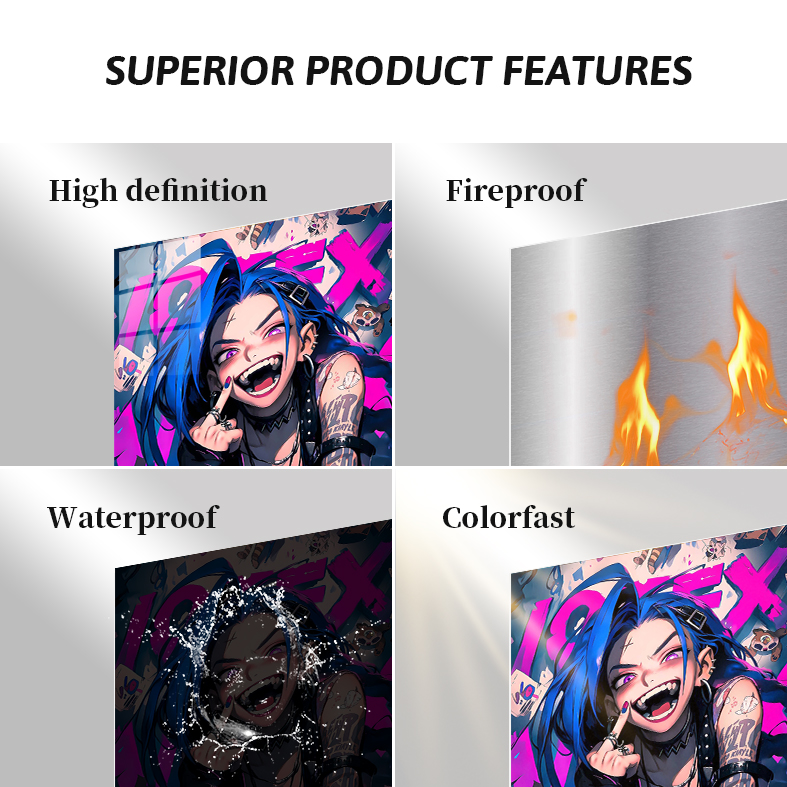 SUPERIOR PRODUCT FEATURES
High definition
Fireproof
Waterproof
Colorfast